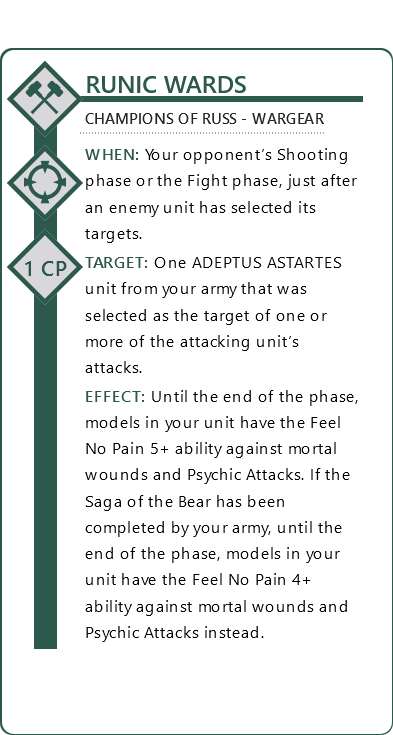 RUNIC WARDS
CHAMPIONS OF RUSS - WARGEAR
WHEN: Your opponent's Shooting
phase or the Fight phase, just after
an enemy unit has selected its
targets.
1 CP
TARGET: One ADEPTUS ASTARTES
unit from your army that was
selected as the target of one or
more of the attacking unit's
attacks.
EFFECT: Until the end of the phase,
models in your unit have the Feel
No Pain 5+ ability against mortal
wounds and Psychic Attacks. If the
Saga of the Bear has been
completed by your army, until the
end of the phase, models in your
unit have the Feel No Pain 4+
ability against mortal wounds and
Psychic Attacks instead.